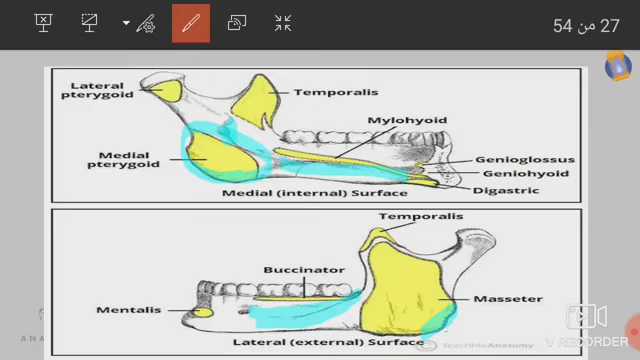 27 من 54
Lateral
pterygoid
Temporalis
Mylohyoid
Medial
pterygoid
Genioglossus
Geniohyoid
Digastric
Medial (internal) Surface
Temporalis
Buccinator
Mentalis
Masseter
Lateral (external) Surface
TeachMeAnatomy
V RECORDER